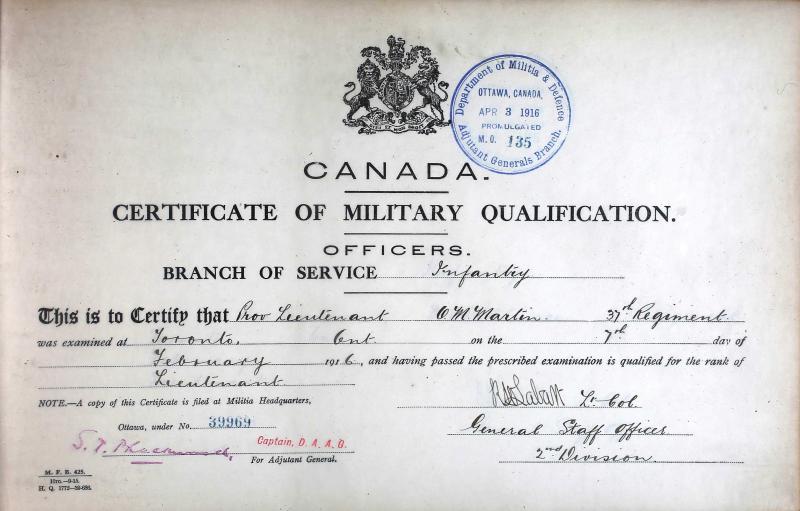 Department of Militia & Defence
OTTAWA, CANADA,
APR 3 1916
PROMULGATED
M.O. 135
Adjutant Generals Branch.
CANADA.
CERTIFICATE OF MILITARY QUALIFICATION.
OFFICERS.
BRANCH OF SERVICE Infantry
This is to Certify that Prov Lieutenant O M Martin 37th Regiment
was examined at Toronto, Ont on the 7th day of
February 1916, and having passed the prescribed examination is qualified for the rank of
Lieutenant
NOTE.—A copy of this Certificate is filed at Militia Headquarters,
Ottawa, under No. 39969
Lt Col.
General Staff Officer
2nd Division.
Captain, D. A. A. G.
For Adjutant General.
M. F. B. 425.
H. Q. 1772-39-686.